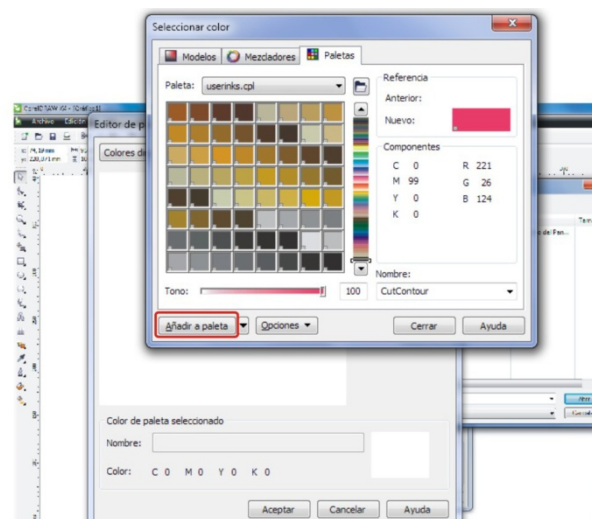 Seleccionar color
Modelos
Mezcladores
Paletas
Paleta:
userinks.cpl
Referencia
Anterior:
Nuevo:
Componentes
C 0 R 221
M 99 G 26
Y 0 B 124
K 0
Tono:
100
Nombre:
CutContour
Añadir a paleta
Opciones
Cerrar
Ayuda
Archivo Edición
Editor de p
Colores de
Color de paleta seleccionado
Nombre:
Color: C 0 M 0 Y 0 K 0
Aceptar
Cancelar
Ayuda